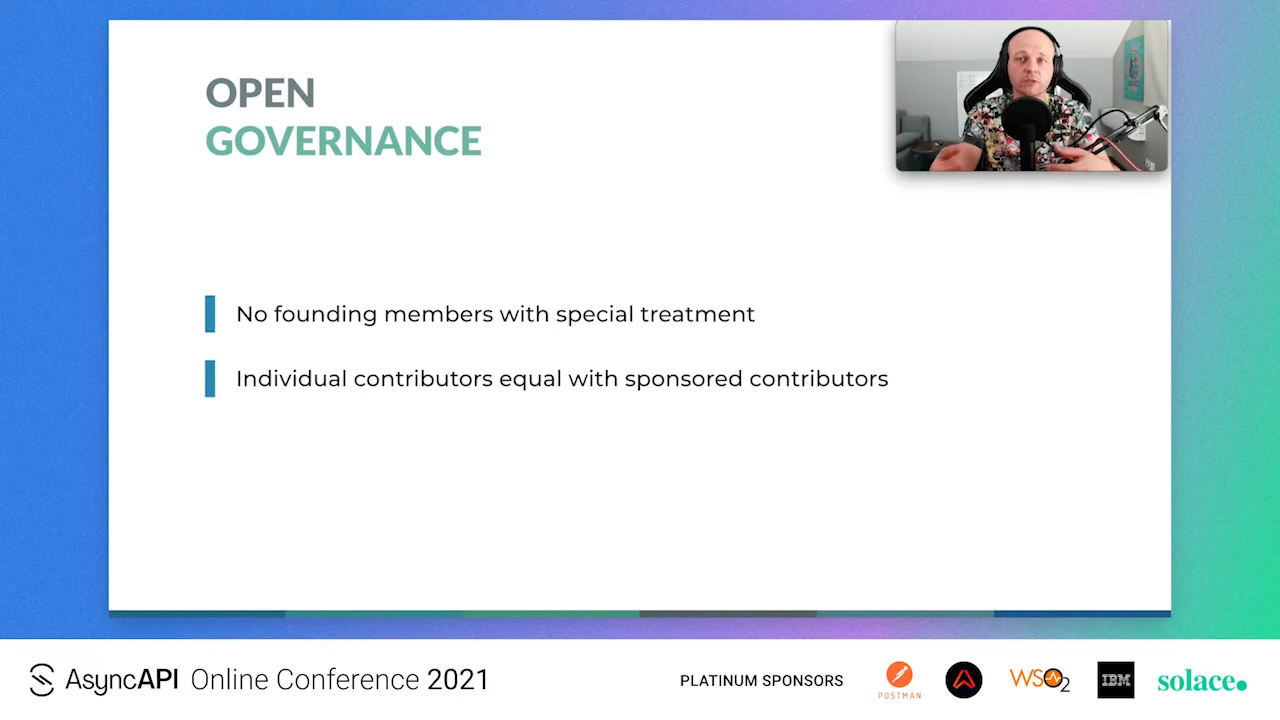 OPEN
GOVERNANCE
No founding members with special treatment
Individual contributors equal with sponsored contributors
AsyncAPI Online Conference 2021
PLATINUM SPONSORS
POSTMAN
WSO2
IBM
solace.